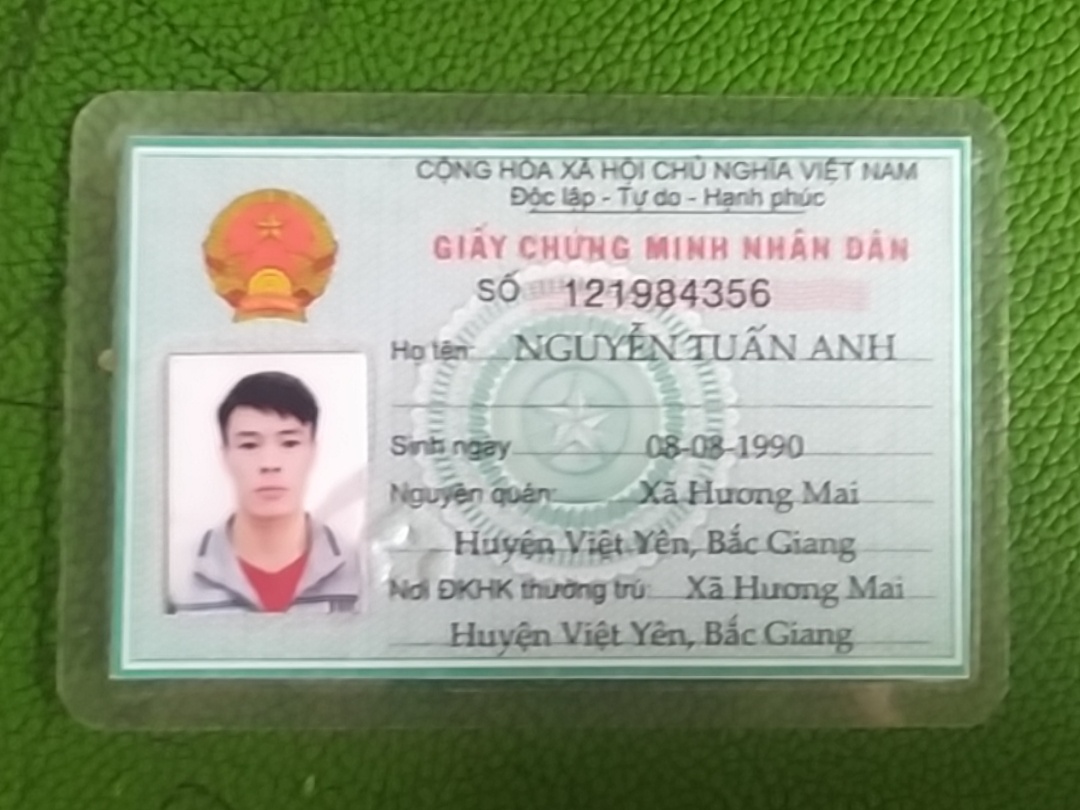 CỘNG HÒA XÃ HỘI CHỦ NGHĨA VIỆT NAM
Độc lập - Tự do - Hạnh phúc
GIẤY CHỨNG MINH NHÂN DÂN
SỐ 121984356
Họ tên: NGUYỄN TUẤN ANH
Sinh ngày 08-08-1990
Nguyên quán: Xã Hương Mai
Huyện Việt Yên, Bắc Giang
Nơi ĐKHK thường trú: Xã Hương Mai
Huyện Việt Yên, Bắc Giang